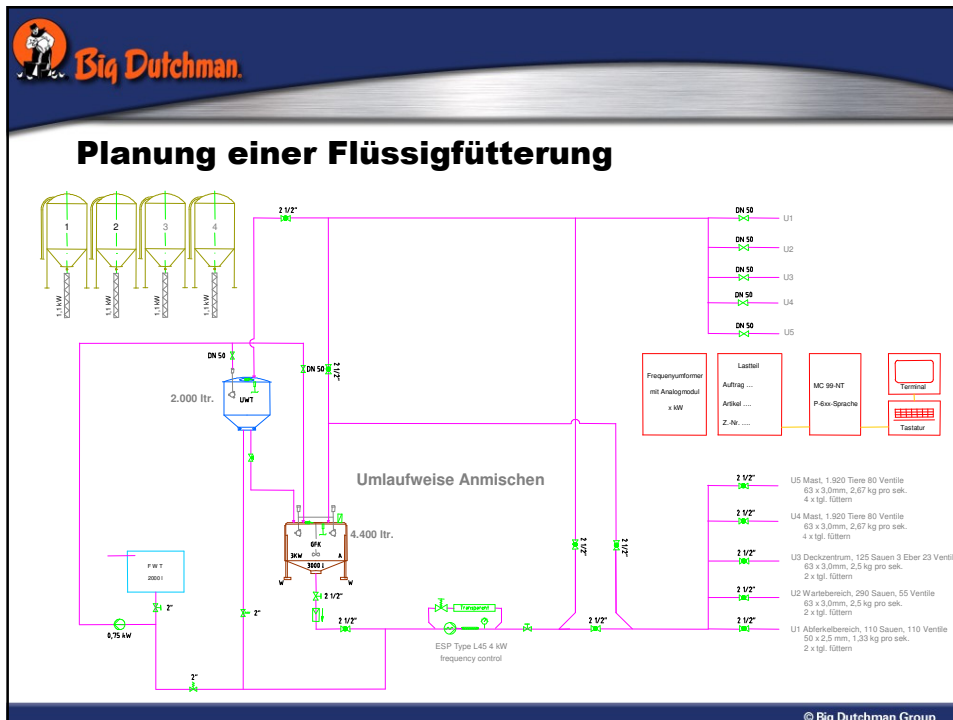 Big Dutchman.
Planung einer Flüssigfütterung
1
2
3
4
1,1 kW
1,1 kW
1,1 kW
1,1 kW
2 1/2"
DN 50
U1
DN 50
U2
DN 50
U3
DN 50
U4
DN 50
U5
DN 50
DN 50
2 1/2"
2.000 ltr.
UWT
Frequenyumformer
mit Analogmodul
x kW
Lastteil
Auftrag ...
Artikel ....
Z.-Nr. ....
MC 99-NT
P-6xx-Sprache
Terminal
Tastatur
Umlaufweise Anmischen
4.400 ltr.
GFK
3KW
A
3000 l
W
W
F W T
2000 l
2"
0,75 kW
2"
2"
2 1/2"
2 1/2"
Transponend
ESP Type L45 4 kW
frequency control
2 1/2"
2 1/2"
U5 Mast, 1.920 Tiere 80 Ventile
63 x 3,0mm, 2,67 kg pro sek.
4 x tgl. füttern
2 1/2"
U4 Mast, 1.920 Tiere 80 Ventile
63 x 3,0mm, 2,67 kg pro sek.
4 x tgl. füttern
2 1/2"
U3 Deckzentrum, 125 Sauen 3 Eber 23 Ventil
63 x 3,0mm, 2,5 kg pro sek.
2 x tgl. füttern
2 1/2"
U2 Wartebereich, 290 Sauen, 55 Ventile
63 x 3,0mm, 2,5 kg pro sek.
2 x tgl. füttern
2 1/2"
U1 Abferkelbereich, 110 Sauen, 110 Ventile
50 x 2,5 mm, 1,33 kg pro sek.
2 x tgl. füttern
© Big Dutchman Group